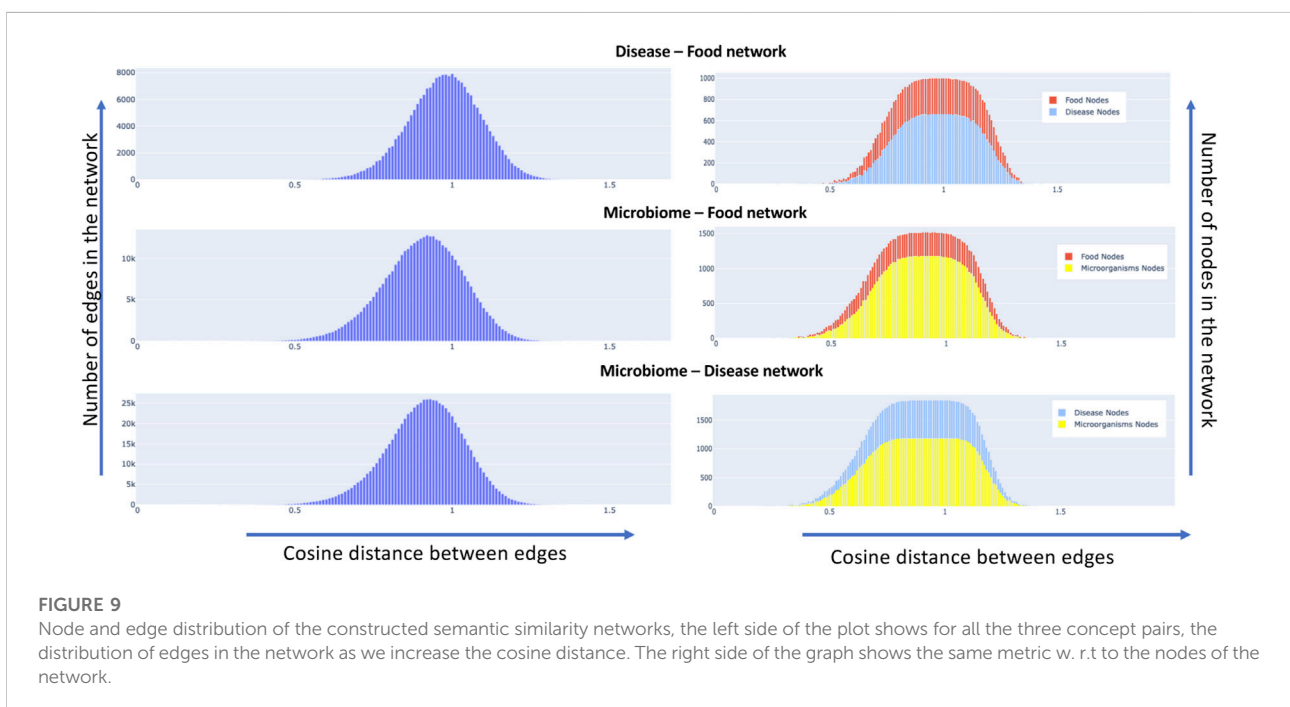 Disease – Food network
8000
6000
4000
2000
0
0
0.5
1
1.5
1000
800
600
400
200
0
0
0.5
1
1.5
Food Nodes
Disease Nodes
Microbiome – Food network
10k
5k
0
0
0.5
1
1.5
1500
1000
500
0
0
0.5
1
1.5
Food Nodes
Microorganisms Nodes
Microbiome – Disease network
25k
20k
15k
10k
5k
0
0
0.5
1
1.5
1500
1000
500
0
0
0.5
1
1.5
Disease Nodes
Microorganisms Nodes
Number of edges in the network
Number of nodes in the network
Cosine distance between edges
Cosine distance between edges
FIGURE 9
Node and edge distribution of the constructed semantic similarity networks, the left side of the plot shows for all the three concept pairs, the
distribution of edges in the network as we increase the cosine distance. The right side of the graph shows the same metric w. r.t to the nodes of the
network.